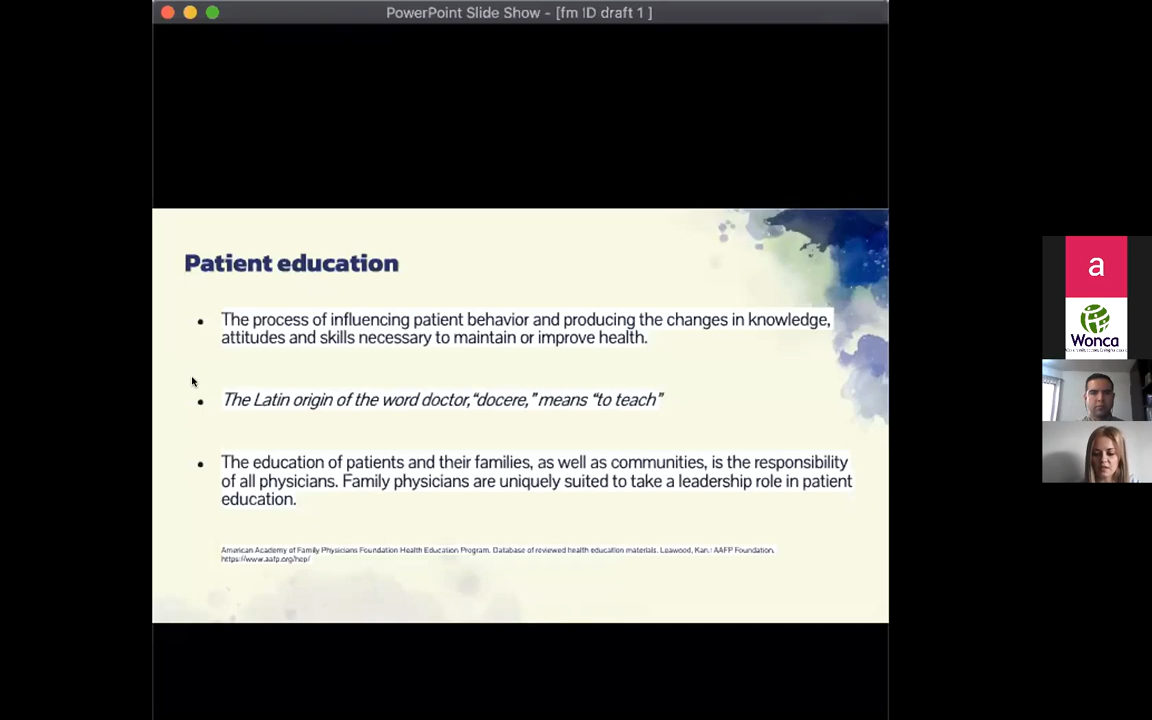 PowerPoint Slide Show - [fm ID draft 1 ]
Patient education
• The process of influencing patient behavior and producing the changes in knowledge,
attitudes and skills necessary to maintain or improve health.
• The Latin origin of the word doctor,“docere,” means “to teach”
• The education of patients and their families, as well as communities, is the responsibility
of all physicians. Family physicians are uniquely suited to take a leadership role in patient
education.
American Academy of Family Physicians Foundation Health Education Program. Database of reviewed health education materials. Leawood, Kan.: AAFP Foundation.
https://www.aafp.org/hep/
a
Wonca